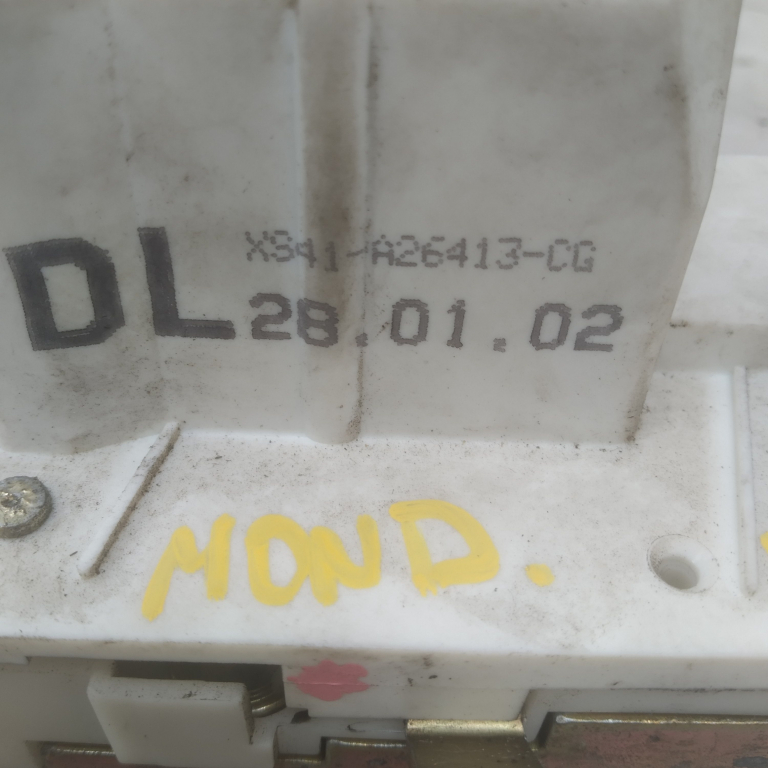 DL
XS41-A26413-CG
28.01.02
MOND.